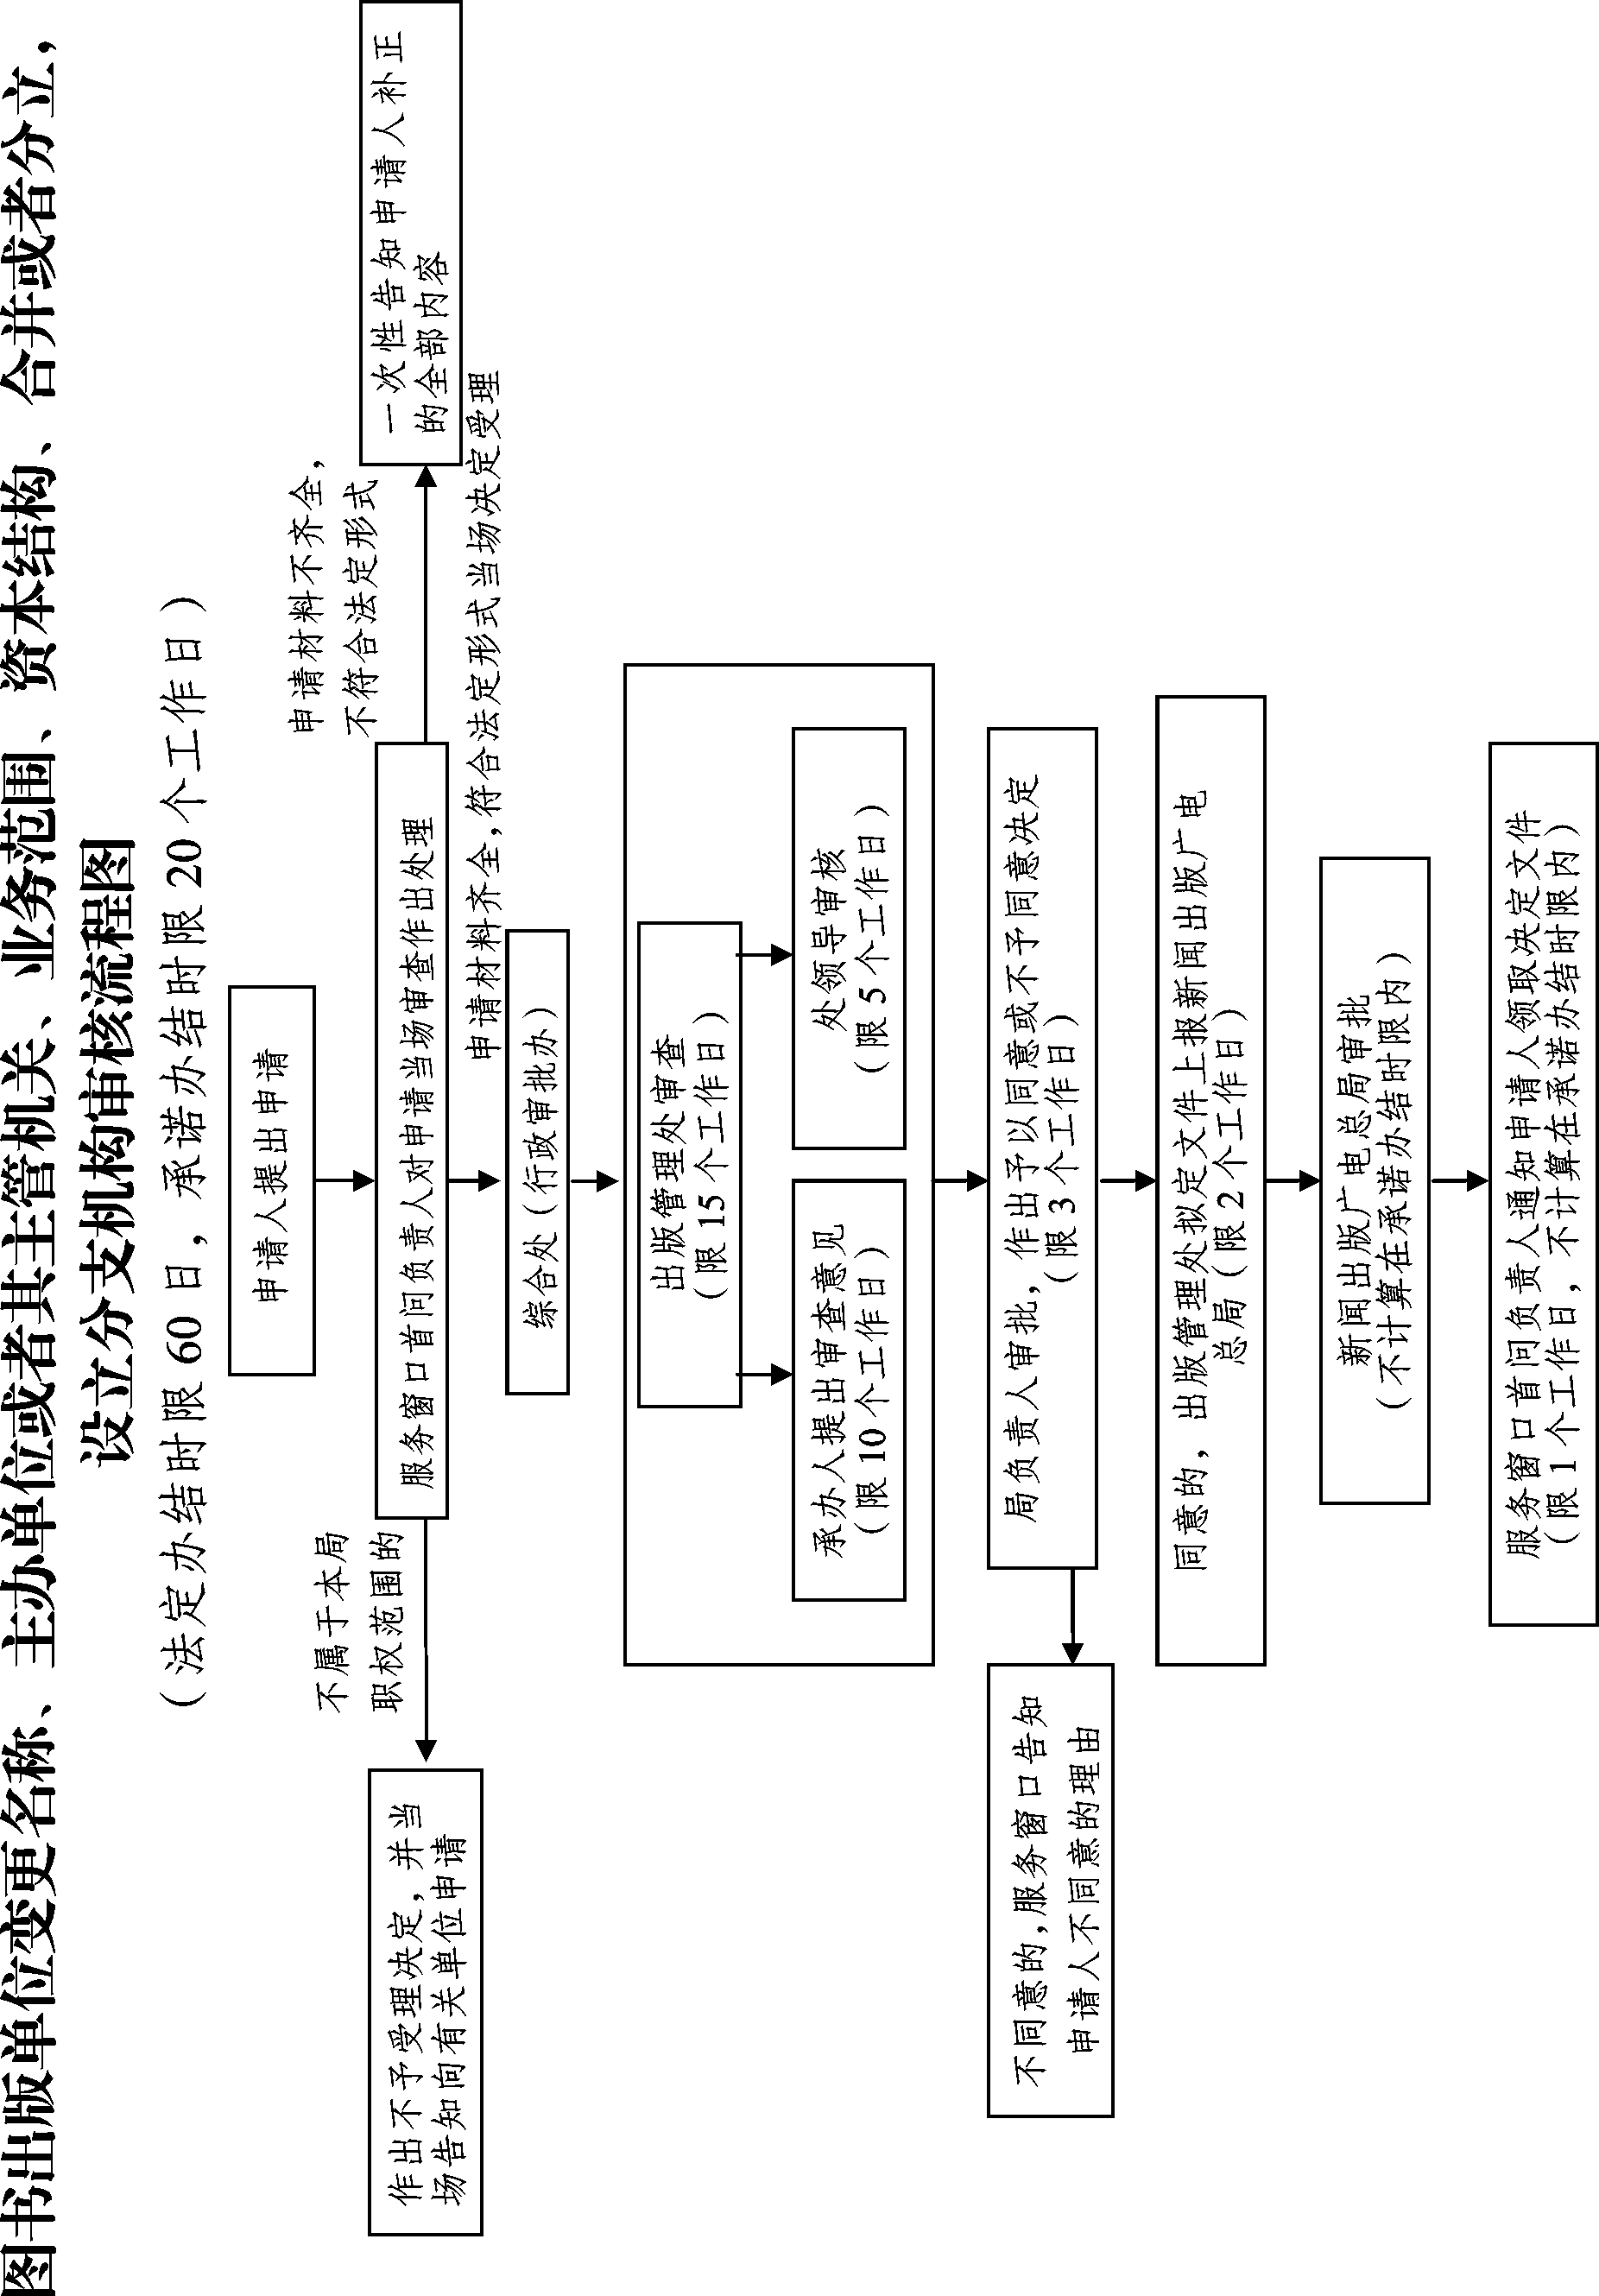 图书出版单位变更名称、主办单位或者其主管机关、业务范围、资本结构、合并或者分立，
设立分支机构审核流程图
（法定办结时限 60 日，承诺办结时限 20 个工作日）
申请人提出申请
不属于本局
职权范围的
服务窗口首问负责人对申请当场审查作出处理
申请材料不齐全，
不符合法定形式
作出不予受理决定，并当
场告知向有关单位申请
一次性告知申请人补正
的全部内容
申请材料齐全，符合法定形式当场决定受理
综合处（行政审批办）
出版管理处审查
（限 15 个工作日）
承办人提出审查意见
（限 10 个工作日）
处领导审核
（限 5 个工作日）
局负责人审批，作出予以同意或不予同意决定
（限 3 个工作日）
不同意的，服务窗口告知
申请人不同意的理由
同意的，出版管理处拟定文件上报新闻出版广电
总局（限 2 个工作日）
新闻出版广电总局审批
（不计算在承诺办结时限内）
服务窗口首问负责人通知申请人领取决定文件
（限 1 个工作日，不计算在承诺办结时限内）